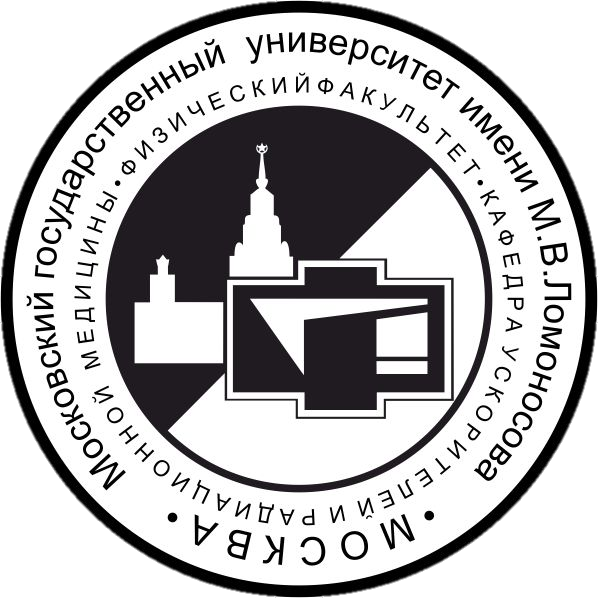 Московский государственный университет имени М.В.Ломоносова
• МОСКВА •
ФИЗИЧЕСКИЙ ФАКУЛЬТЕТ • КАФЕДРА УСКОРИТЕЛЕЙ И РАДИАЦИОННОЙ МЕДИЦИНЫ •